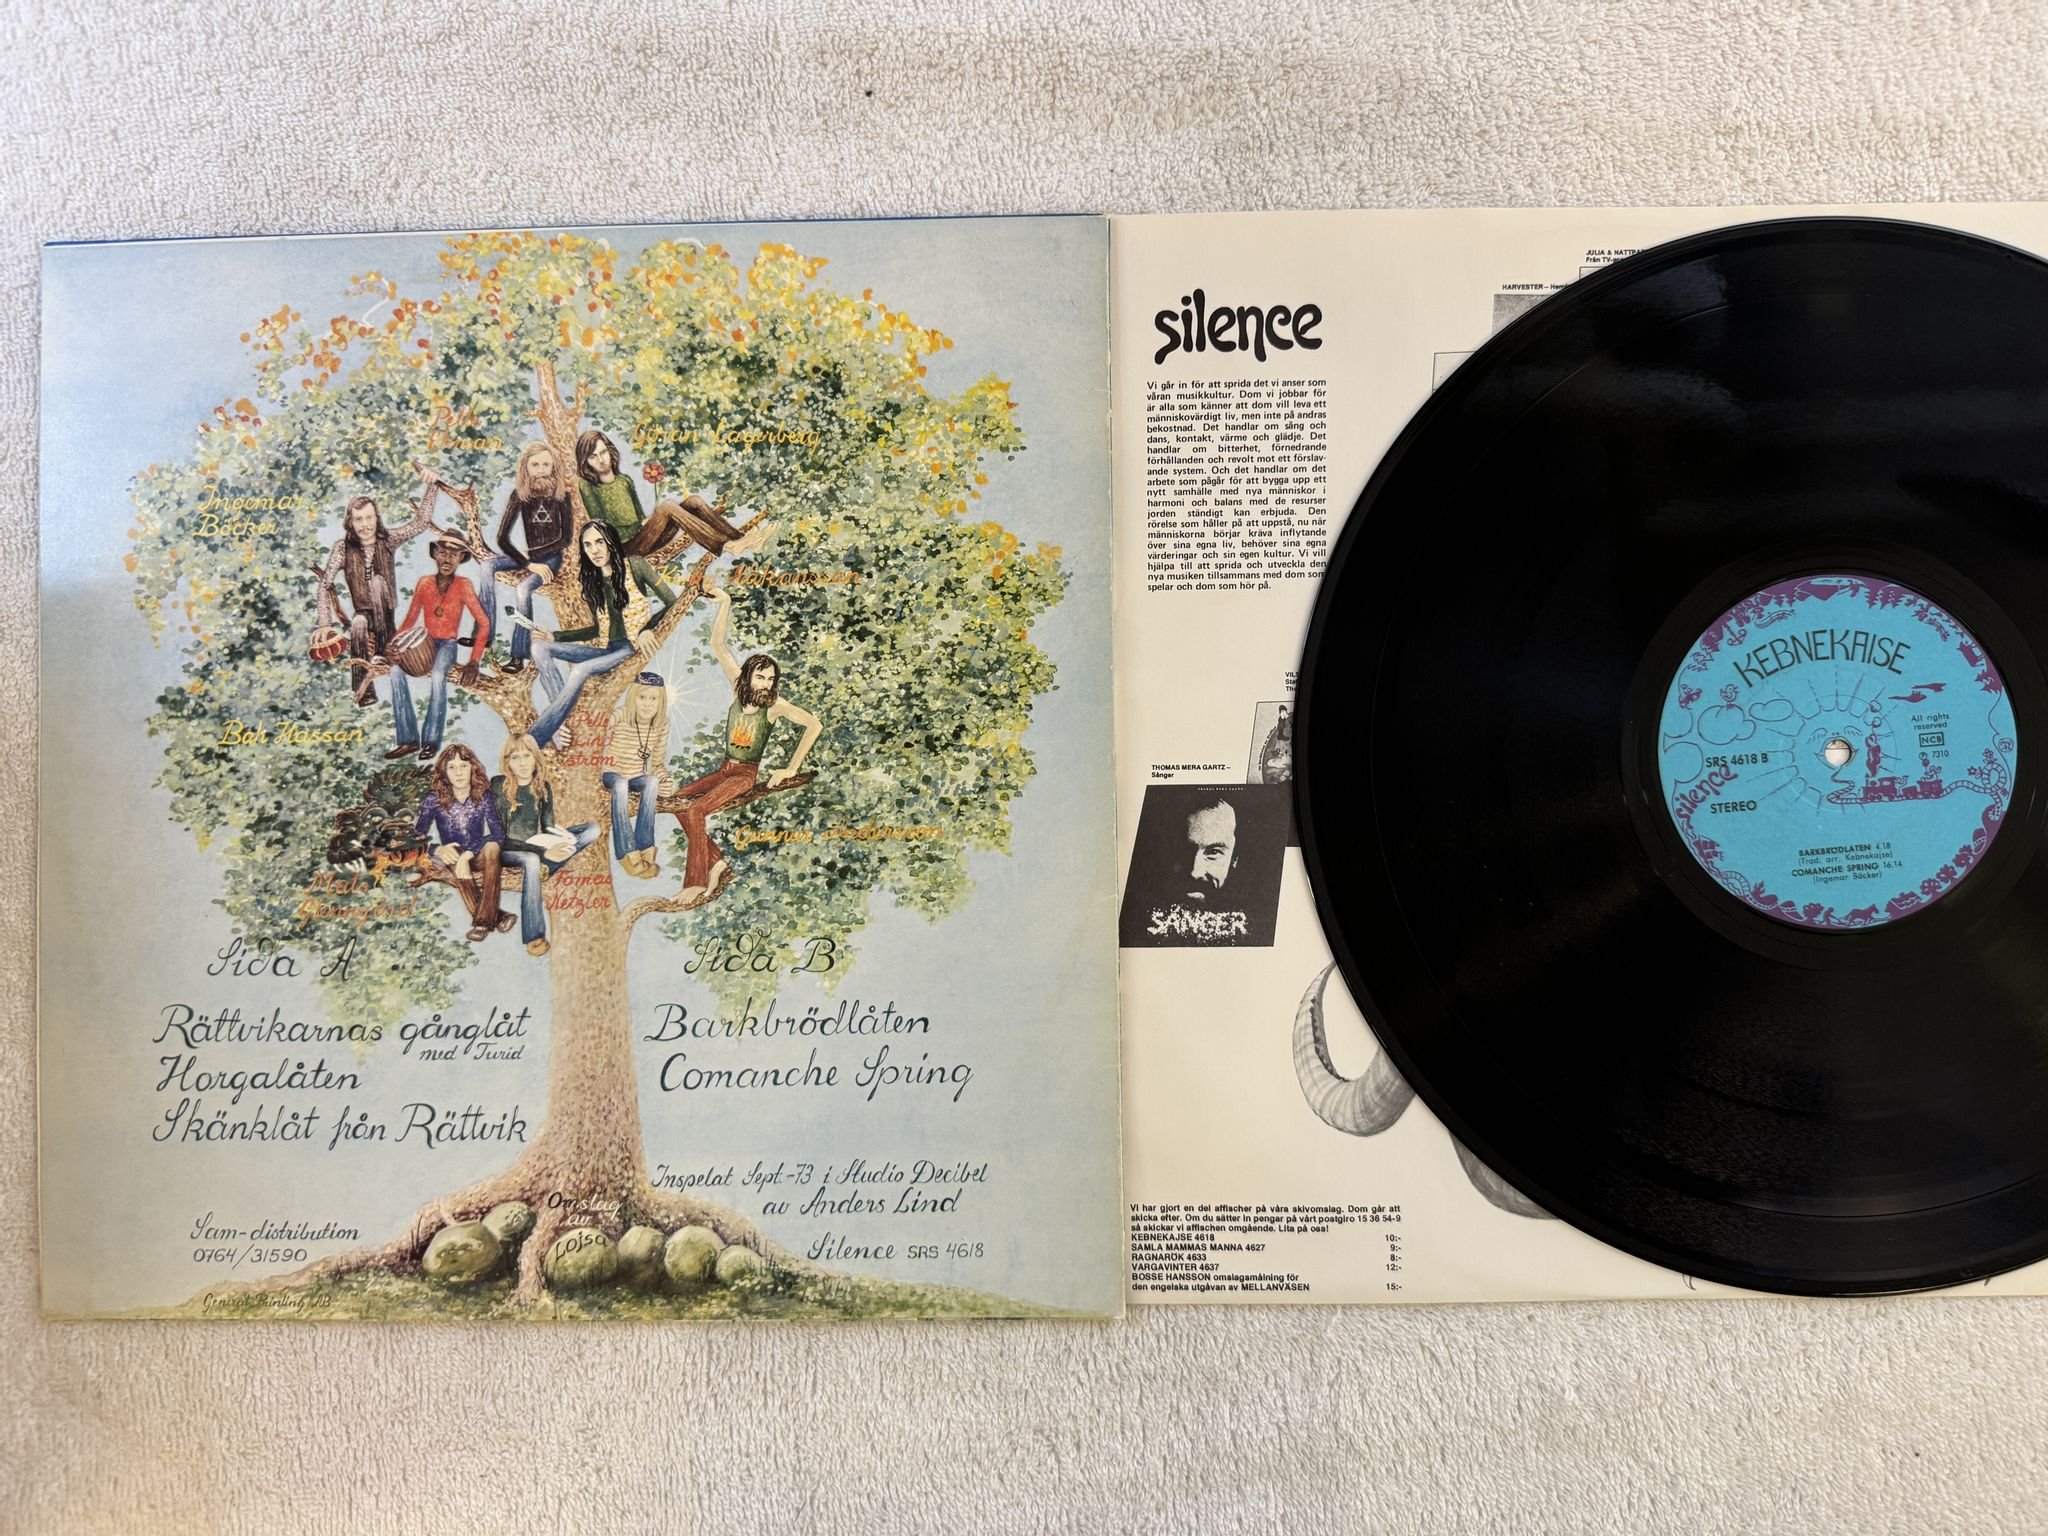 Pelle
Ekman
Göran Lagerberg
Ingemar
Böcker
Kenny Håkansson
Bah Hassan
Pelle
Lind
ström
Gunnar Andersson
Mats
Glenngård
Tomas
Netzler
Sida A
Rättvikarnas gånglåt
med Turid
Horgalåten
Skänklåt från Rättvik
Sida B
Barkbrödlåten
Comanche Spring
Inspelat Sept.-73 i Studio Decibel
av Anders Lind
Silence SRS 4618
Sam-distribution
0764/31590
Omslag
av
Lojsa
General Printing AB
silence
Vi går in för att sprida det vi anser som
våran musikkultur. Dom vi jobbar för
är alla som känner att dom vill leva ett
människovärdigt liv, men inte på andras
bekostnad. Det handlar om sång och
dans, kontakt, värme och glädje. Det
handlar om bitterhet, förnedrande
förhållanden och revolt mot ett förslav-
ande system. Och det handlar om det
arbete som pågår för att bygga upp ett
nytt samhälle med nya människor i
harmoni och balans med de resurser
jorden ständigt kan erbjuda. Den
rörelse som håller på att uppstå, nu när
människorna börjar kräva inflytande
över sina egna liv, behöver sina egna
värderingar och sin egen kultur. Vi vill
hjälpa till att sprida och utveckla den
nya musiken tillsammans med dom som
spelar och dom som hör på.
JULIA & HATTPA
Från TV-
HARVESTER – Hem
THOMAS MERA GARTZ –
Sånger
SÅNGER
Vi har gjort en del affischer på våra skivomslag. Dom går att
skicka efter. Om du sätter in pengar på vårt postgiro 15 36 54-9
så skickar vi affischen omgående. Lita på oss!
KEBNEKAJSE 4618 10:-
SAMLA MAMMAS MANNA 4627 9:-
RAGNARÖK 4633 8:-
VARGAVINTER 4637 12:-
BOSSE HANSSON omslagsmålning för
den engelska utgåvan av MELLANVÄSEN 15:-
KEBNEKAISE
All rights
reserved
NCB
℗ 7310
SRS 4618 B
silence
STEREO
BARKBRÖDLÅTEN 4.18
(Trad. arr. Kebnekajse)
COMANCHE SPRING 16.14
(Ingemar Böcker)